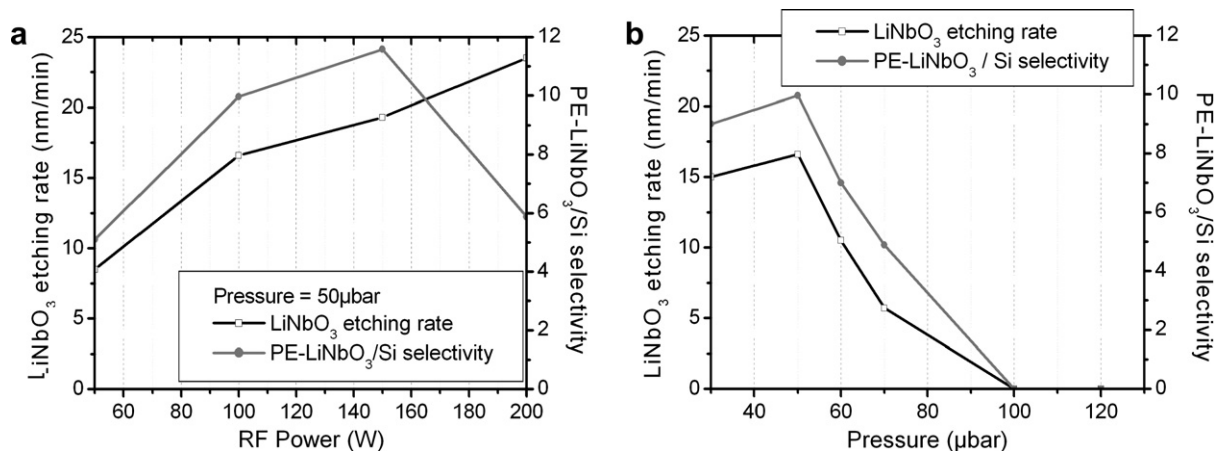 a
25
20
15
10
5
0
LiNbO₃ etching rate (nm/min)
12
10
8
6
4
2
0
PE-LiNbO₃/Si selectivity
Pressure = 50µbar
LiNbO₃ etching rate
PE-LiNbO₃/Si selectivity
60 80 100 120 140 160 180 200
RF Power (W)
b
LiNbO₃ etching rate
PE-LiNbO₃ / Si selectivity
25
20
15
10
5
0
LiNbO₃ etching rate (nm/min)
12
10
8
6
4
2
0
PE-LiNbO₃/Si selectivity
40 60 80 100 120
Pressure (µbar)